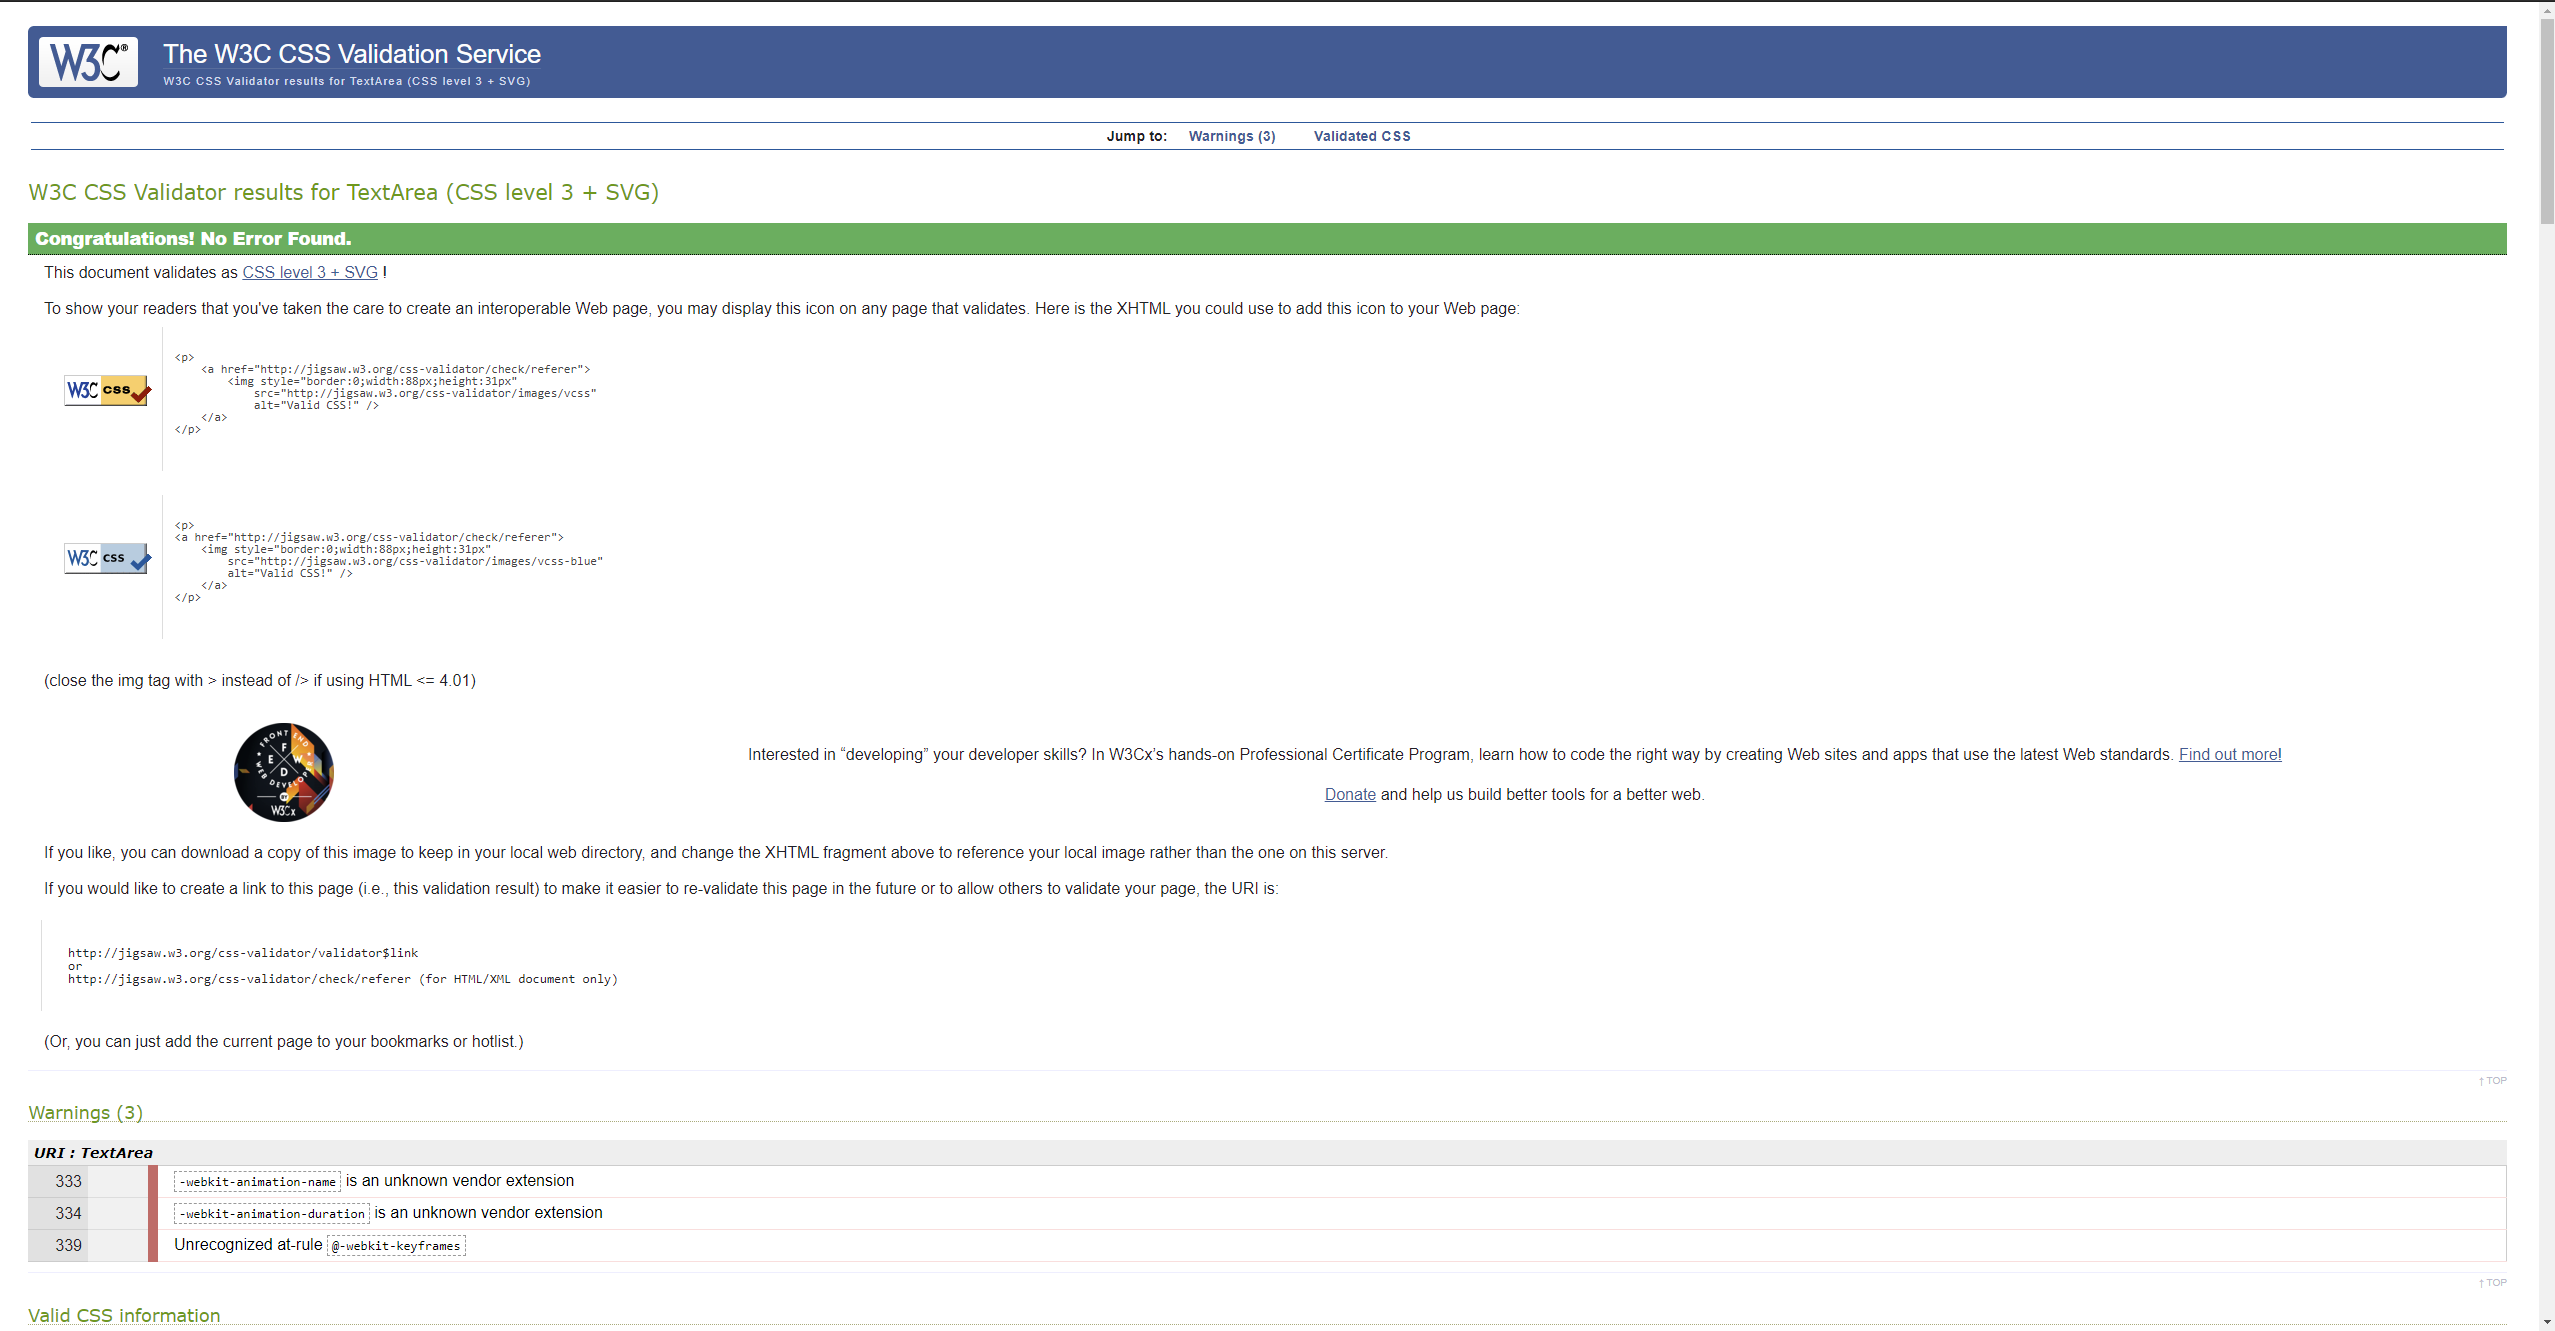 W3C®
The W3C CSS Validation Service
W3C CSS Validator results for TextArea (CSS level 3 + SVG)
Jump to: Warnings (3) Validated CSS
W3C CSS Validator results for TextArea (CSS level 3 + SVG)
Congratulations! No Error Found.
This document validates as CSS level 3 + SVG !
To show your readers that you've taken the care to create an interoperable Web page, you may display this icon on any page that validates. Here is the XHTML you could use to add this icon to your Web page:
W3C css
<p>
    <a href="http://jigsaw.w3.org/css-validator/check/referer">
        <img style="border:0;width:88px;height:31px"
            src="http://jigsaw.w3.org/css-validator/images/vcss"
            alt="Valid CSS!" />
    </a>
</p>
W3C css
<p>
<a href="http://jigsaw.w3.org/css-validator/check/referer">
    <img style="border:0;width:88px;height:31px"
        src="http://jigsaw.w3.org/css-validator/images/vcss-blue"
        alt="Valid CSS!" />
    </a>
</p>
(close the img tag with > instead of /> if using HTML <= 4.01)
FRONT END
F
E W
D
WEB DEVELOPER
BY
W3Cx
Interested in “developing” your developer skills? In W3Cx’s hands-on Professional Certificate Program, learn how to code the right way by creating Web sites and apps that use the latest Web standards. Find out more!
Donate and help us build better tools for a better web.
If you like, you can download a copy of this image to keep in your local web directory, and change the XHTML fragment above to reference your local image rather than the one on this server.
If you would like to create a link to this page (i.e., this validation result) to make it easier to re-validate this page in the future or to allow others to validate your page, the URI is:
http://jigsaw.w3.org/css-validator/validator$link
or
http://jigsaw.w3.org/css-validator/check/referer (for HTML/XML document only)
(Or, you can just add the current page to your bookmarks or hotlist.)
↑ TOP
Warnings (3)
URI : TextArea
333 -webkit-animation-name is an unknown vendor extension
334 -webkit-animation-duration is an unknown vendor extension
339 Unrecognized at-rule @-webkit-keyframes
↑ TOP
Valid CSS information